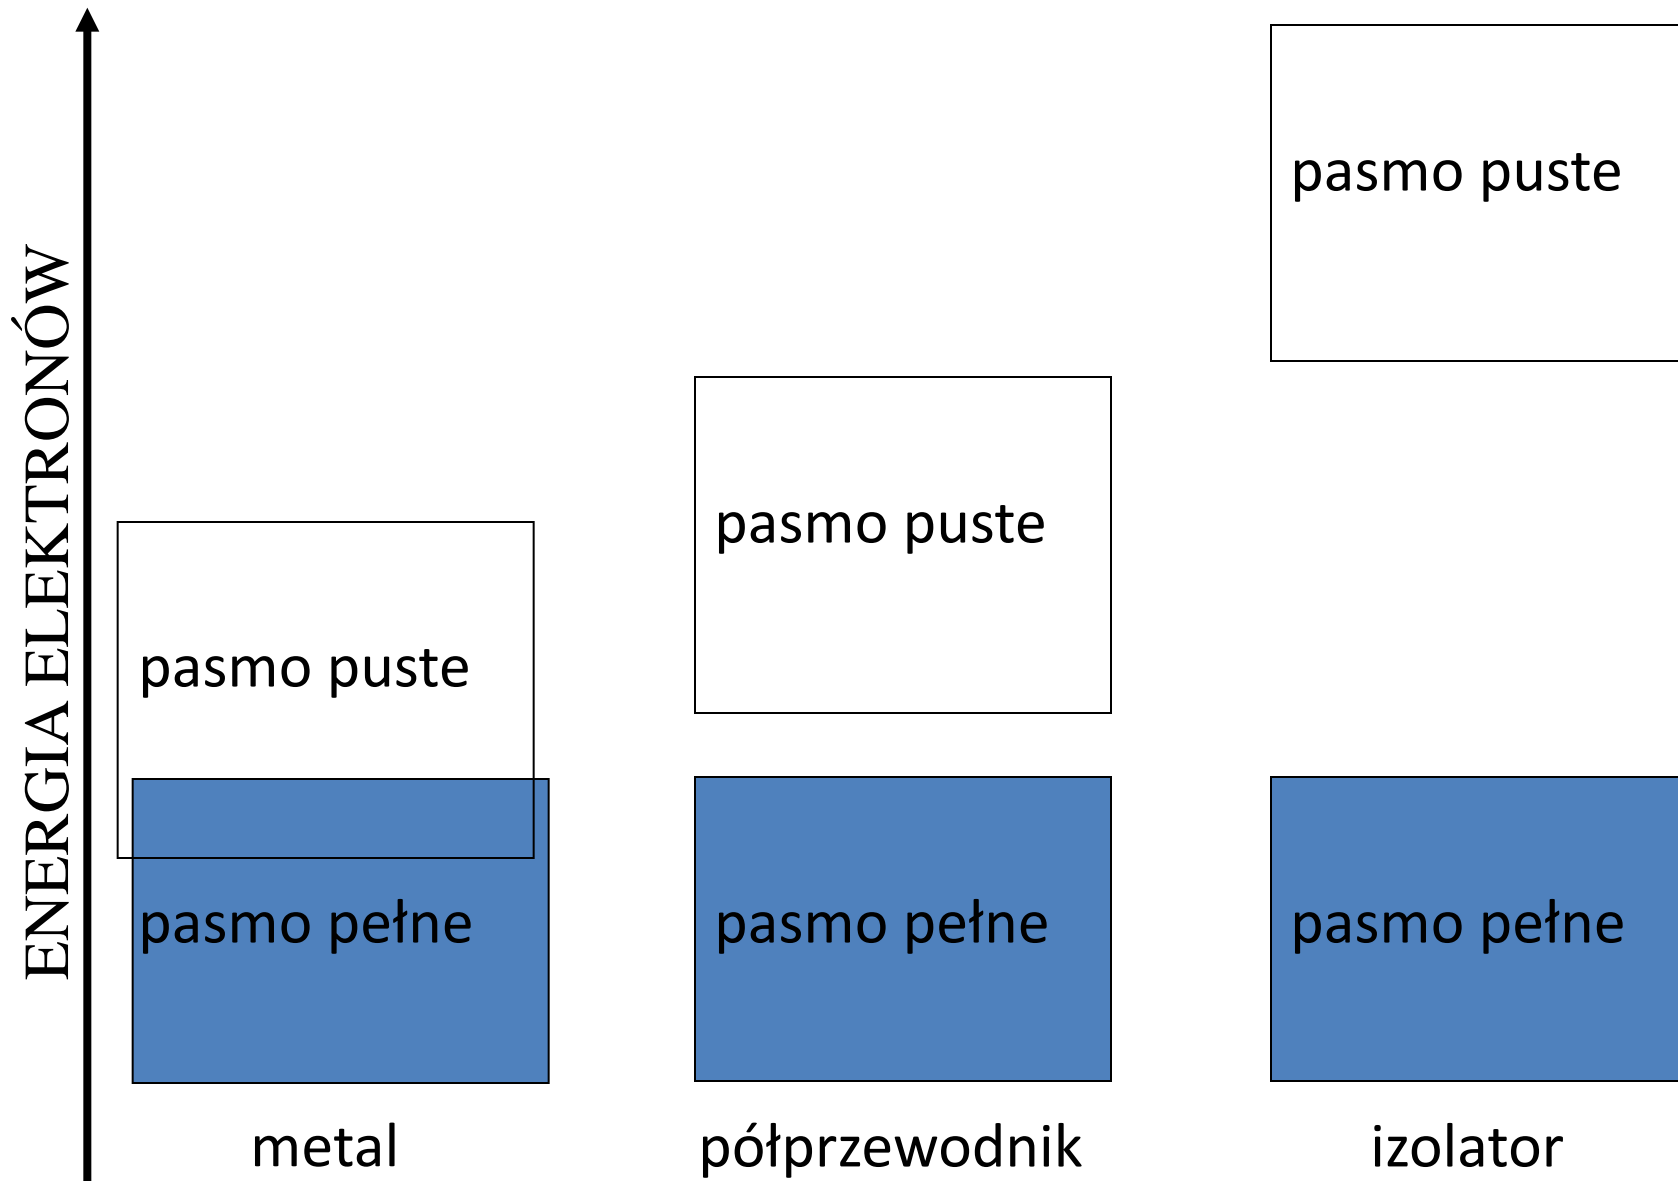 ENERGIA ELEKTRONÓW
pasmo puste
pasmo puste
pasmo puste
pasmo pełne
pasmo pełne
pasmo pełne
metal
półprzewodnik
izolator